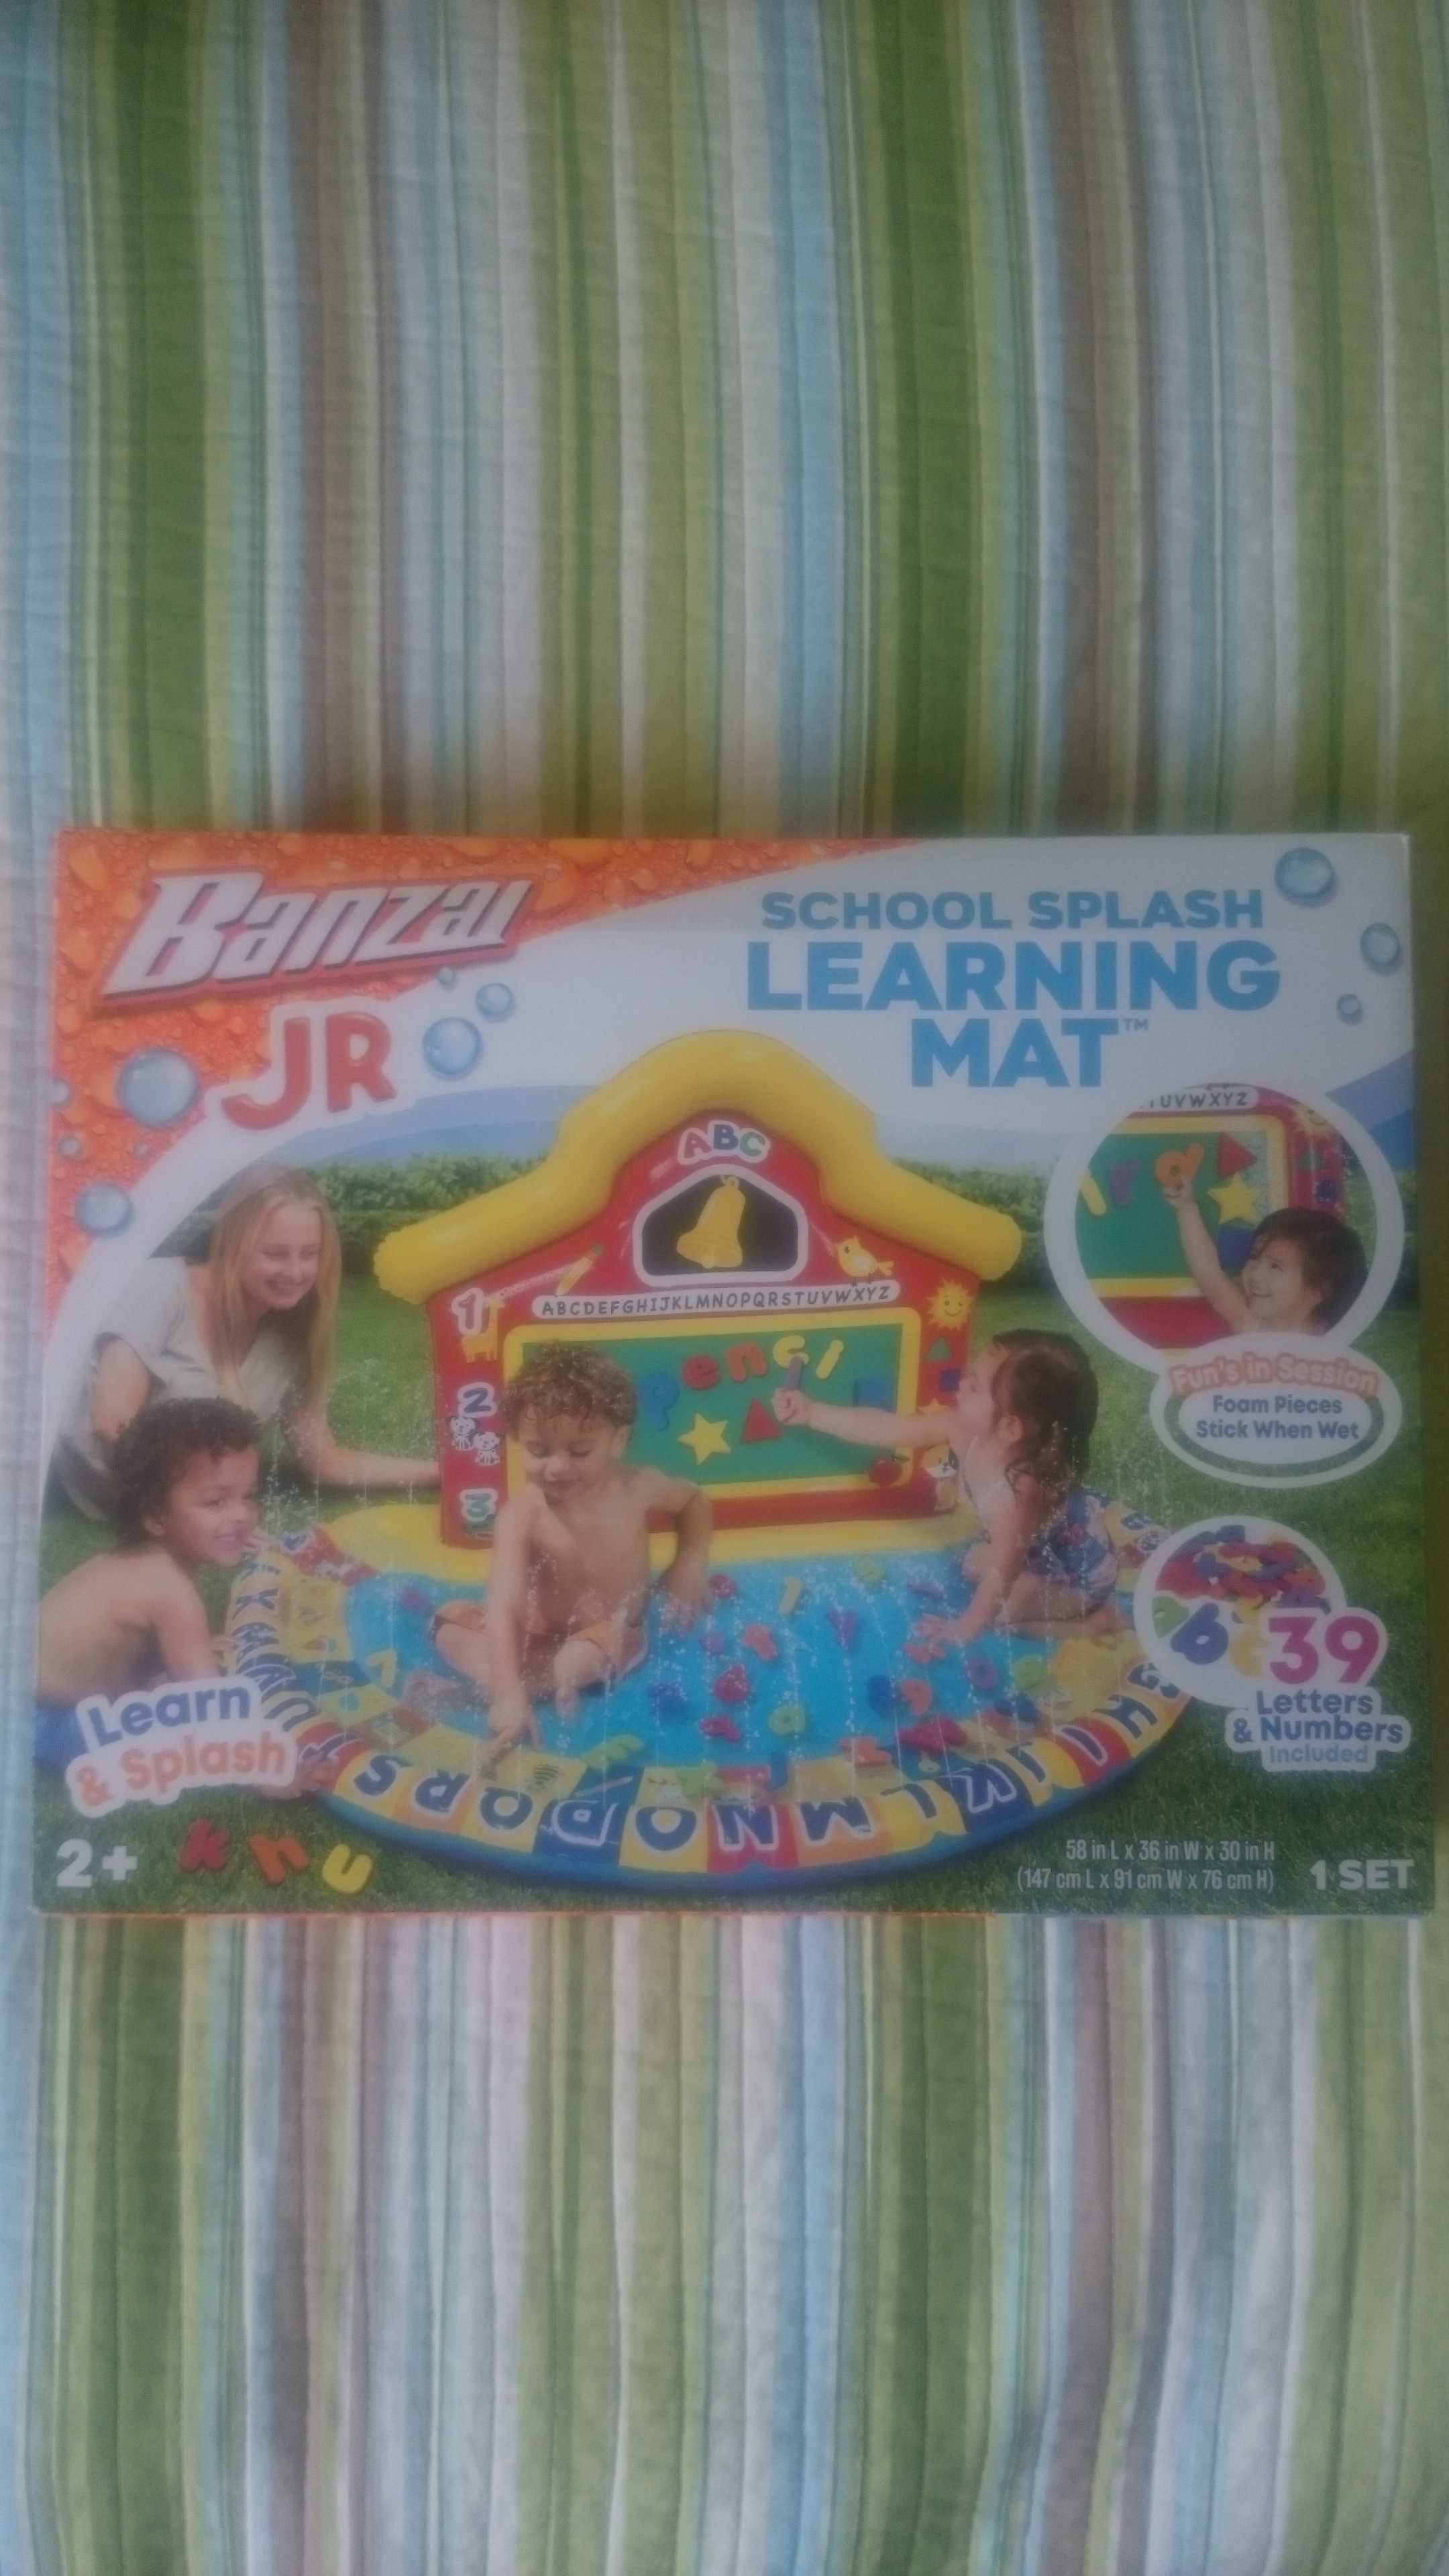 Banzai
JR
SCHOOL SPLASH
LEARNING
MAT™
ABC
ABCDEFGHIJKLMNOPQRSTUVWXYZ
1
2
3
Penci
TUVWXYZ
Fun's in Session
Foam Pieces
Stick When Wet
39
Letters
& Numbers
Included
Learn
& Splash
2+
k n u
58 in L x 36 in W x 30 in H
(147 cm L x 91 cm W x 76 cm H)
1 SET